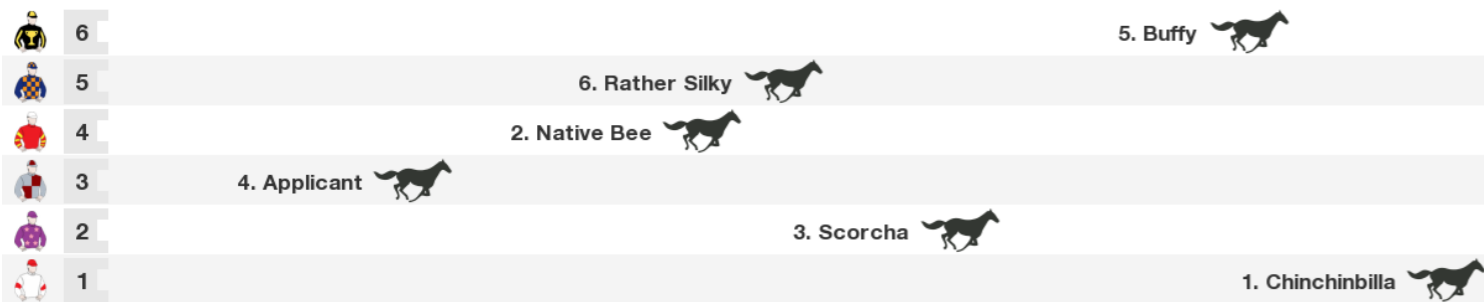 6 5. Buffy
5 6. Rather Silky
4 2. Native Bee
3 4. Applicant
2 3. Scorcha
1 1. Chinchinbilla